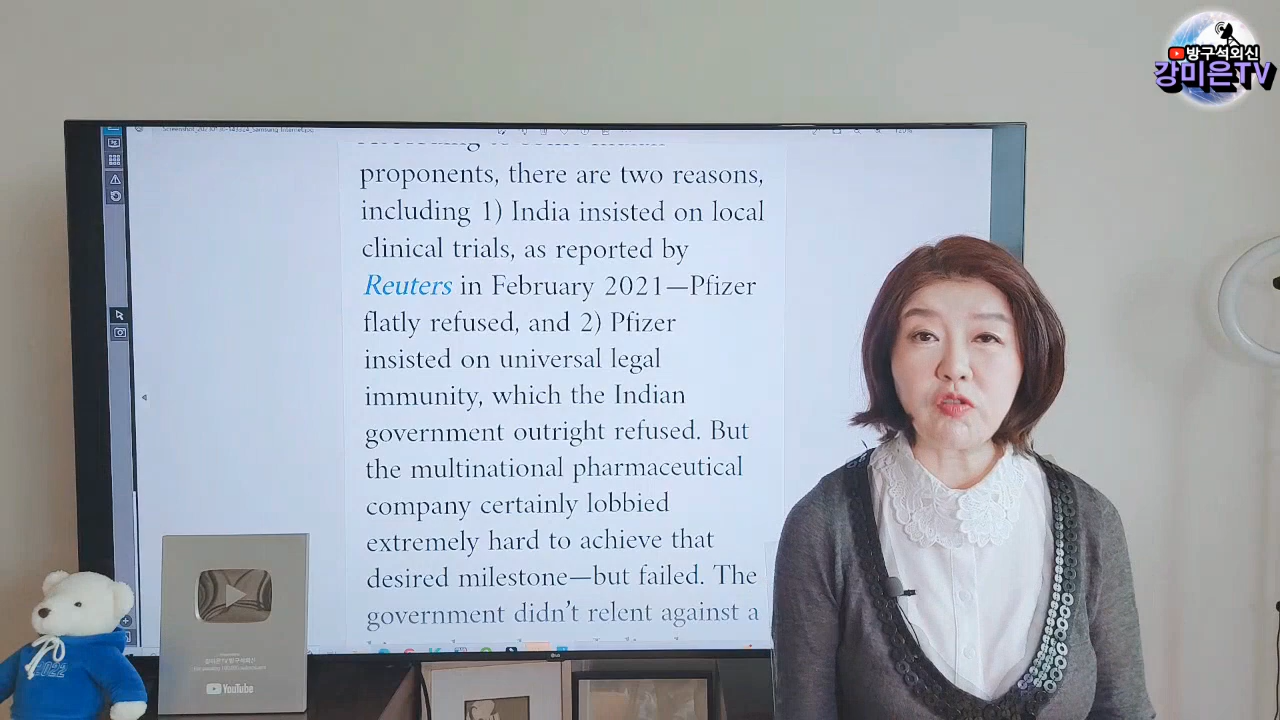 방구석외신
강미은TV
proponents, there are two reasons,
including 1) India insisted on local
clinical trials, as reported by
Reuters in February 2021—Pfizer
flatly refused, and 2) Pfizer
insisted on universal legal
immunity, which the Indian
government outright refused. But
the multinational pharmaceutical
company certainly lobbied
extremely hard to achieve that
desired milestone—but failed. The
government didn't relent against a
YouTube
2022